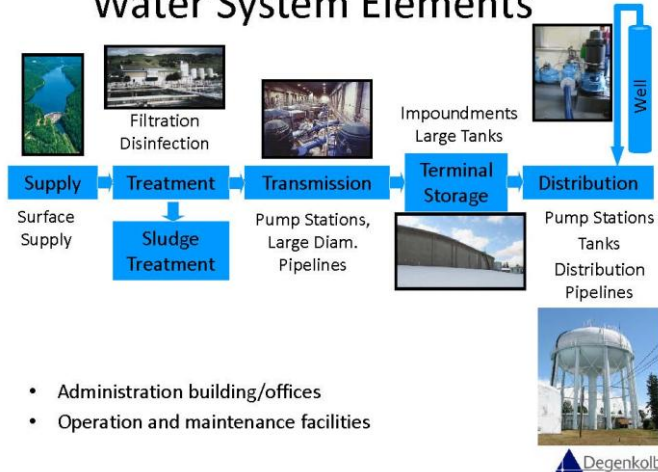 Water System Elements
Filtration
Disinfection
Impoundments
Large Tanks
Well
Supply
Treatment
Transmission
Terminal
Storage
Distribution
Surface
Supply
Sludge
Treatment
Pump Stations,
Large Diam.
Pipelines
Pump Stations
Tanks
Distribution
Pipelines
• Administration building/offices
• Operation and maintenance facilities
Degenkolb